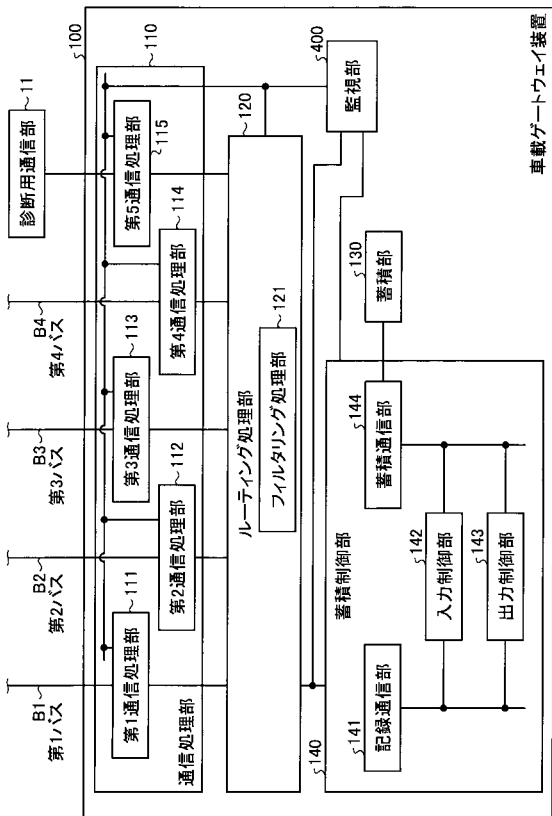 B1
第1バス
B2
第2バス
B3
第3バス
B4
第4バス
診断用通信部
11
100
110
第1通信処理部
111
第2通信処理部
112
第3通信処理部
113
第4通信処理部
114
第5通信処理部
115
通信処理部
120
ルーティング処理部
フィルタリング処理部
121
監視部
400
140
蓄積制御部
141
記録通信部
142
入力制御部
143
出力制御部
144
蓄積通信部
蓄積部
130
車載ゲートウェイ装置